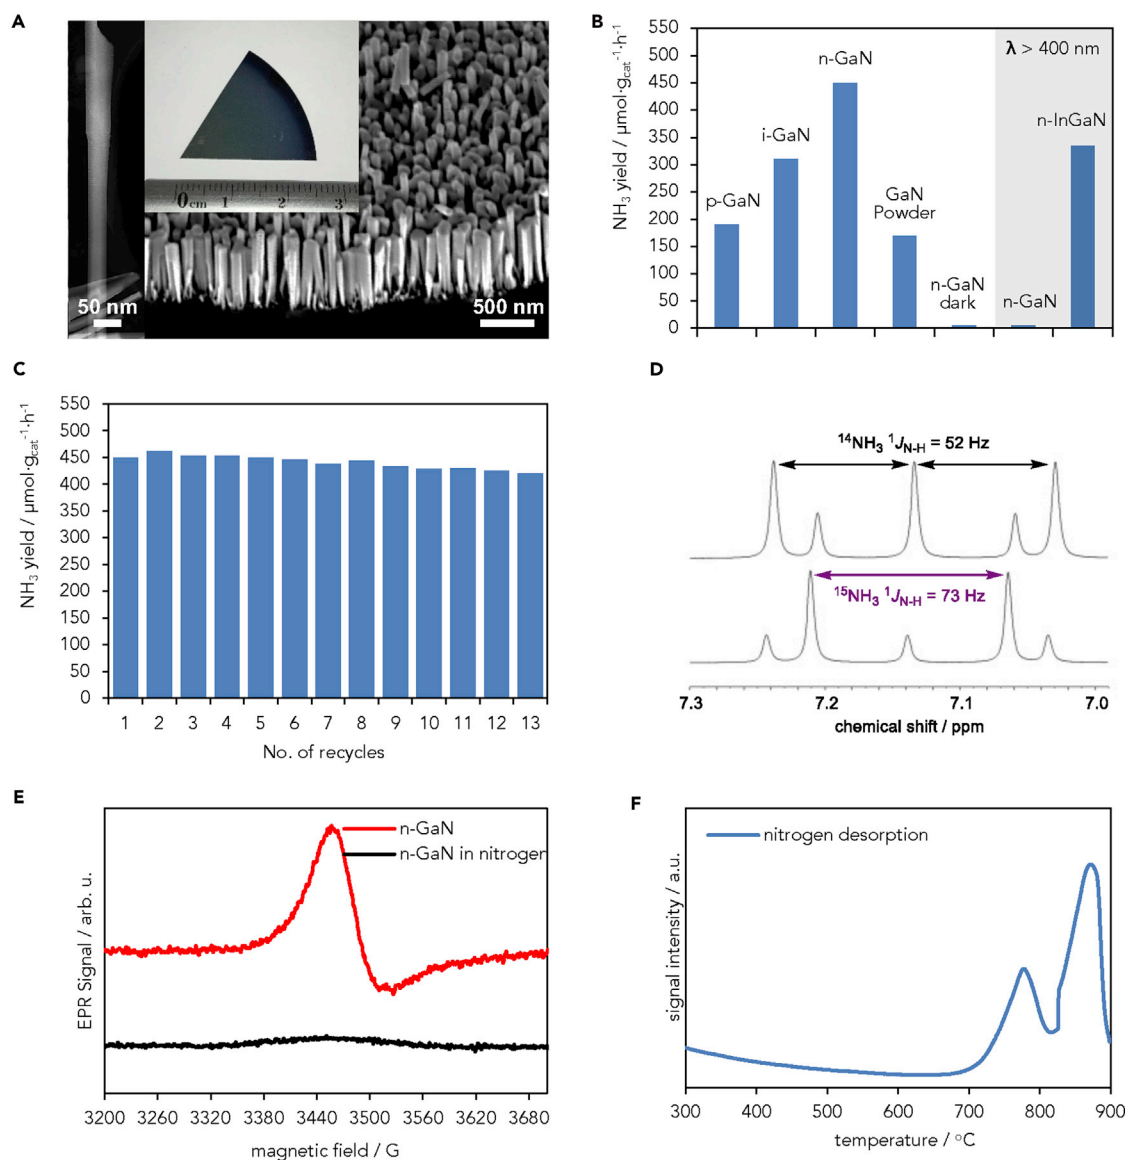 A
0cm 1 2 3
50 nm
500 nm
B
NH₃ yield / μmol·g_cat⁻¹·h⁻¹
550
500
450
400
350
300
250
200
150
100
50
0
p-GaN
i-GaN
n-GaN
GaN
Powder
n-GaN
dark
n-GaN
n-InGaN
λ > 400 nm
C
NH₃ yield / μmol·g_cat⁻¹·h⁻¹
550
500
450
400
350
300
250
200
150
100
50
0
1 2 3 4 5 6 7 8 9 10 11 12 13
No. of recycles
D
¹⁴NH₃ ¹J_N-H = 52 Hz
¹⁵NH₃ ¹J_N-H = 73 Hz
7.3 7.2 7.1 7.0
chemical shift / ppm
E
EPR Signal / arb. u.
n-GaN
n-GaN in nitrogen
3200 3260 3320 3380 3440 3500 3560 3620 3680
magnetic field / G
F
signal intensity / a.u.
nitrogen desorption
300 400 500 600 700 800 900
temperature / °C